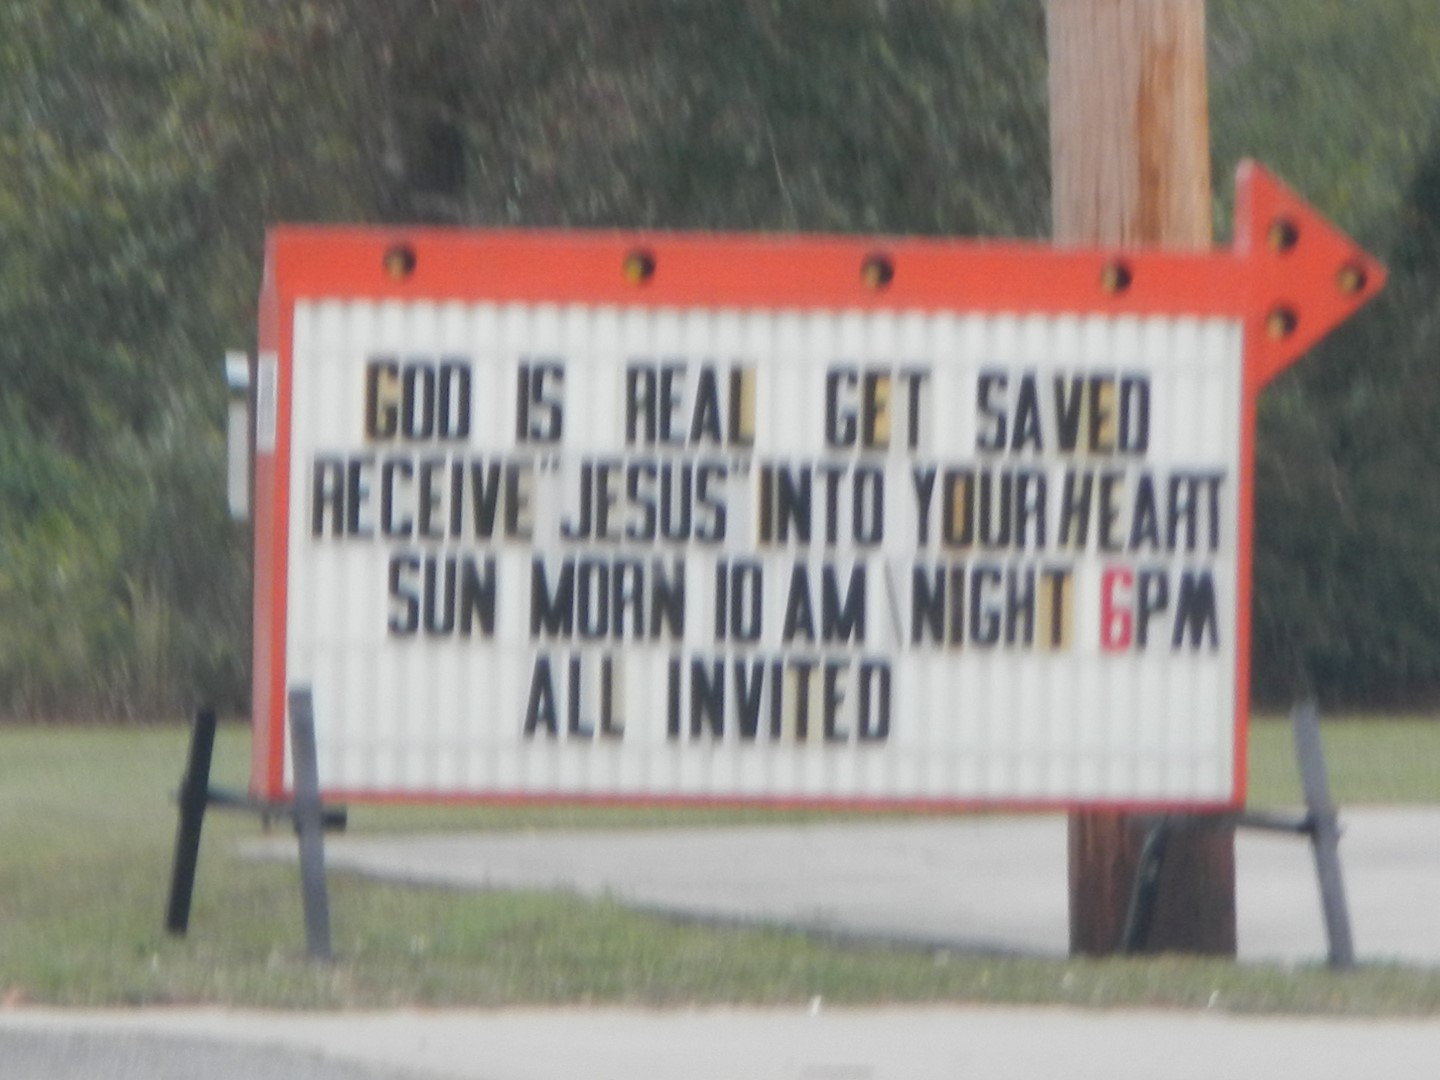 GOD IS REAL GET SAVED
RECEIVE "JESUS" INTO YOUR HEART
SUN MORN 10 AM \ NIGHT 6PM
ALL INVITED